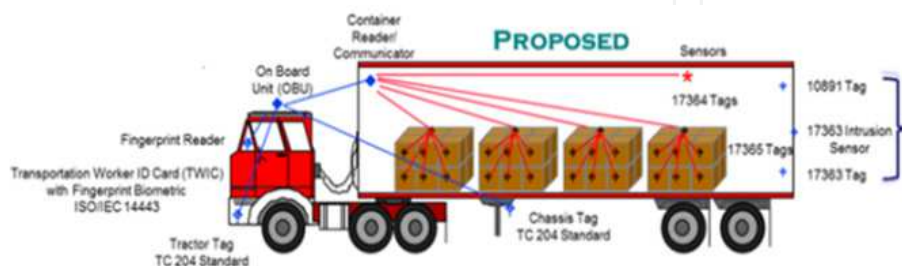 PROPOSED
Container
Reader/
Communicator
Sensors
On Board
Unit (OBU)
17364 Tags
10891 Tag
Fingerprint Reader
17363 Intrusion
Sensor
17365 Tags
Transportation Worker ID Card (TWIC)
with Fingerprint Biometric
ISO/IEC 14443
17363 Tag
Chassis Tag
TC 204 Standard
Tractor Tag
TC 204 Standard